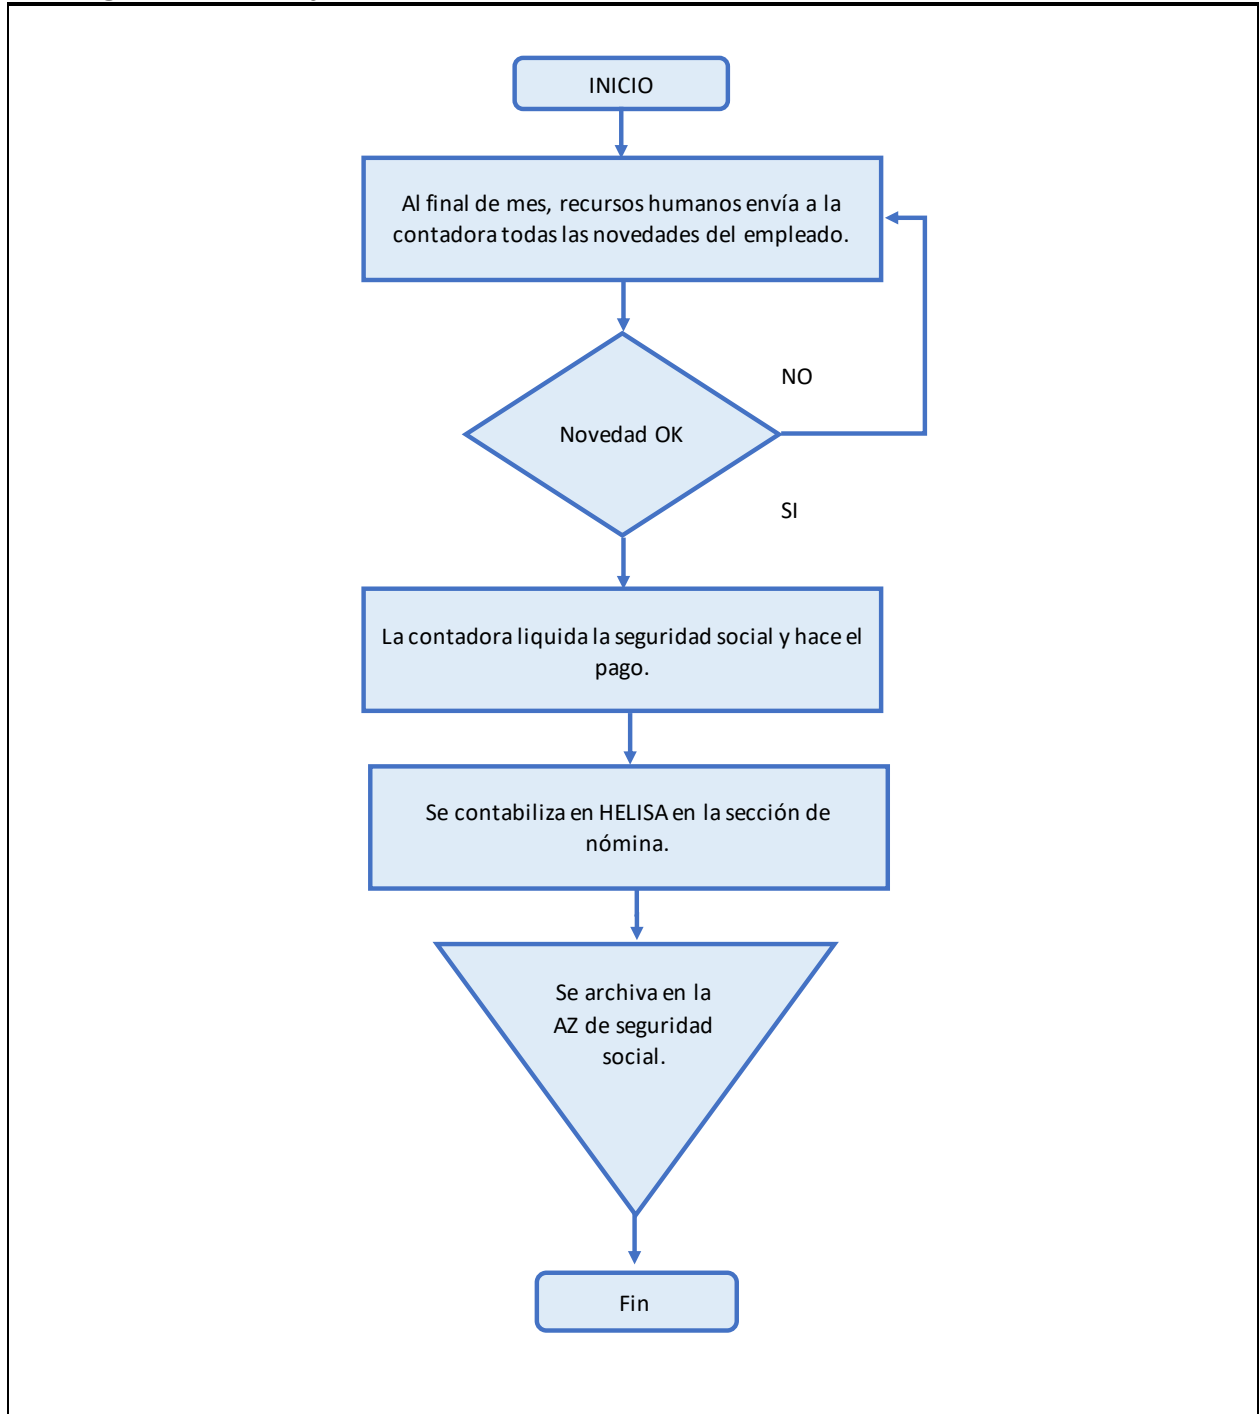 INICIO
Al final de mes, recursos humanos envía a la
contadora todas las novedades del empleado.
NO
Novedad OK
SI
La contadora liquida la seguridad social y hace el
pago.
Se contabiliza en HELISA en la sección de
nómina.
Se archiva en la
AZ de seguridad
social.
Fin